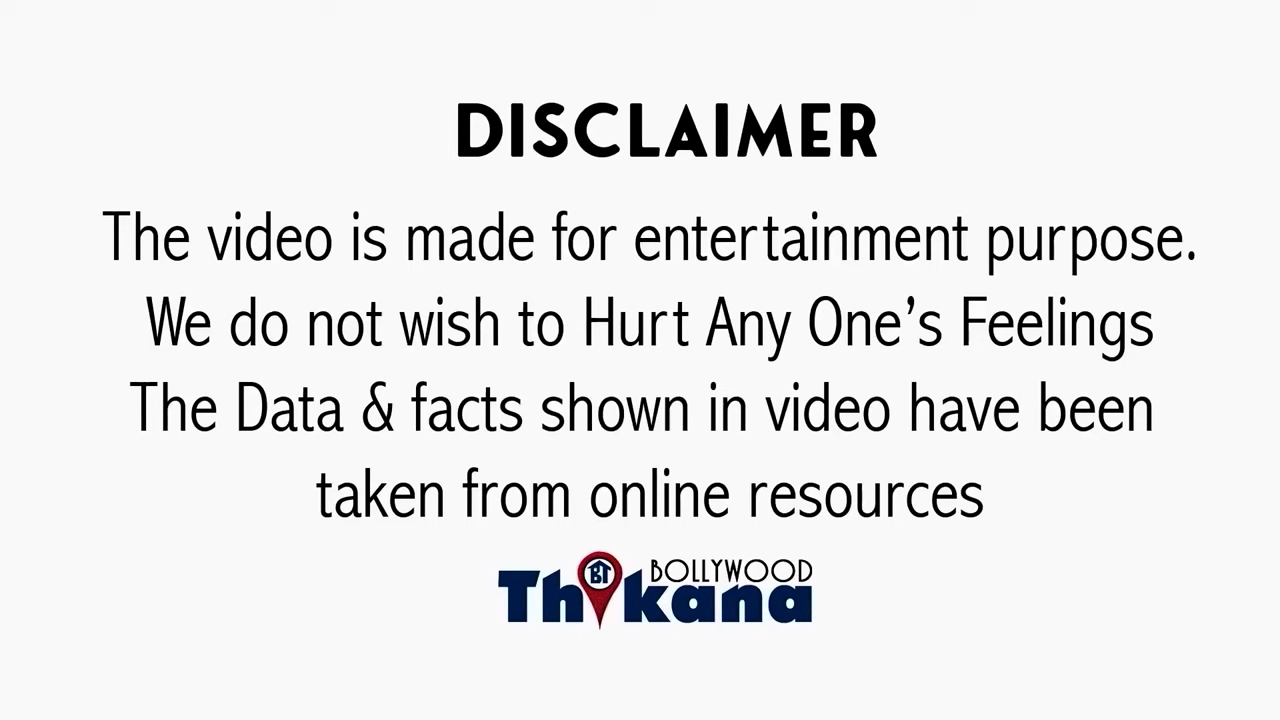 DISCLAIMER
The video is made for entertainment purpose.
We do not wish to Hurt Any One’s Feelings
The Data & facts shown in video have been
taken from online resources
BT BOLLYWOOD
Thikana